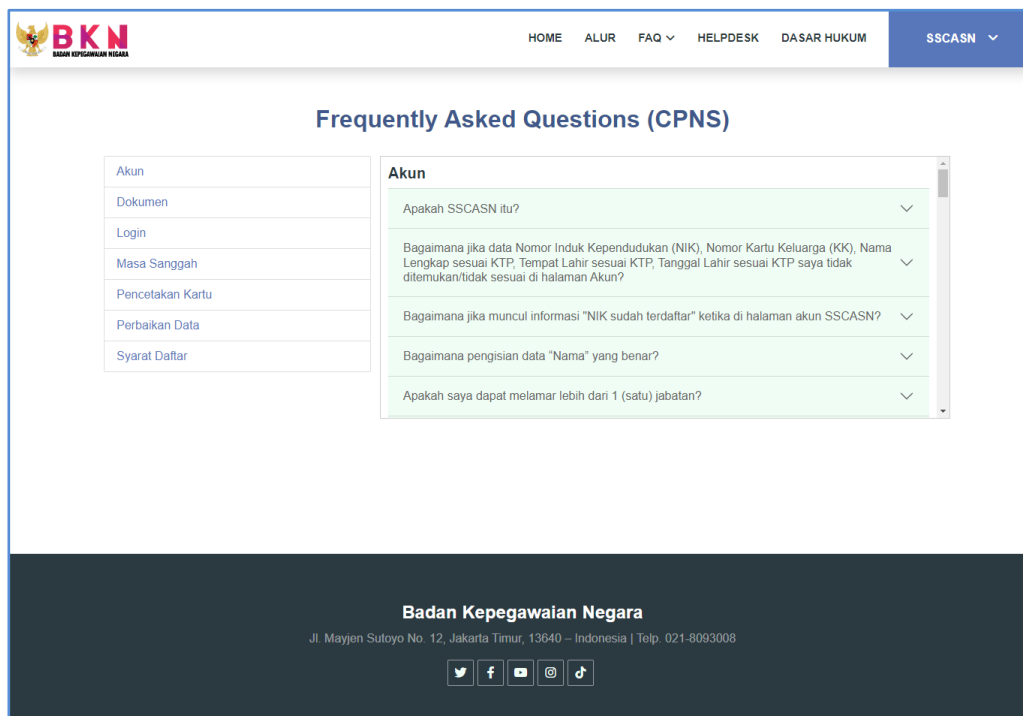 BKN
BADAN KEPEGAWAIAN NEGARA
HOME ALUR FAQ HELPDESK DASAR HUKUM SSCASN
Frequently Asked Questions (CPNS)
Akun
Dokumen
Login
Masa Sanggah
Pencetakan Kartu
Perbaikan Data
Syarat Daftar
Akun
Apakah SSCASN itu?
Bagaimana jika data Nomor Induk Kependudukan (NIK), Nomor Kartu Keluarga (KK), Nama
Lengkap sesuai KTP, Tempat Lahir sesuai KTP, Tanggal Lahir sesuai KTP saya tidak
ditemukan/tidak sesuai di halaman Akun?
Bagaimana jika muncul informasi "NIK sudah terdaftar" ketika di halaman akun SSCASN?
Bagaimana pengisian data “Nama” yang benar?
Apakah saya dapat melamar lebih dari 1 (satu) jabatan?
Badan Kepegawaian Negara
Jl. Mayjen Sutoyo No. 12, Jakarta Timur, 13640 – Indonesia | Telp. 021-8093008